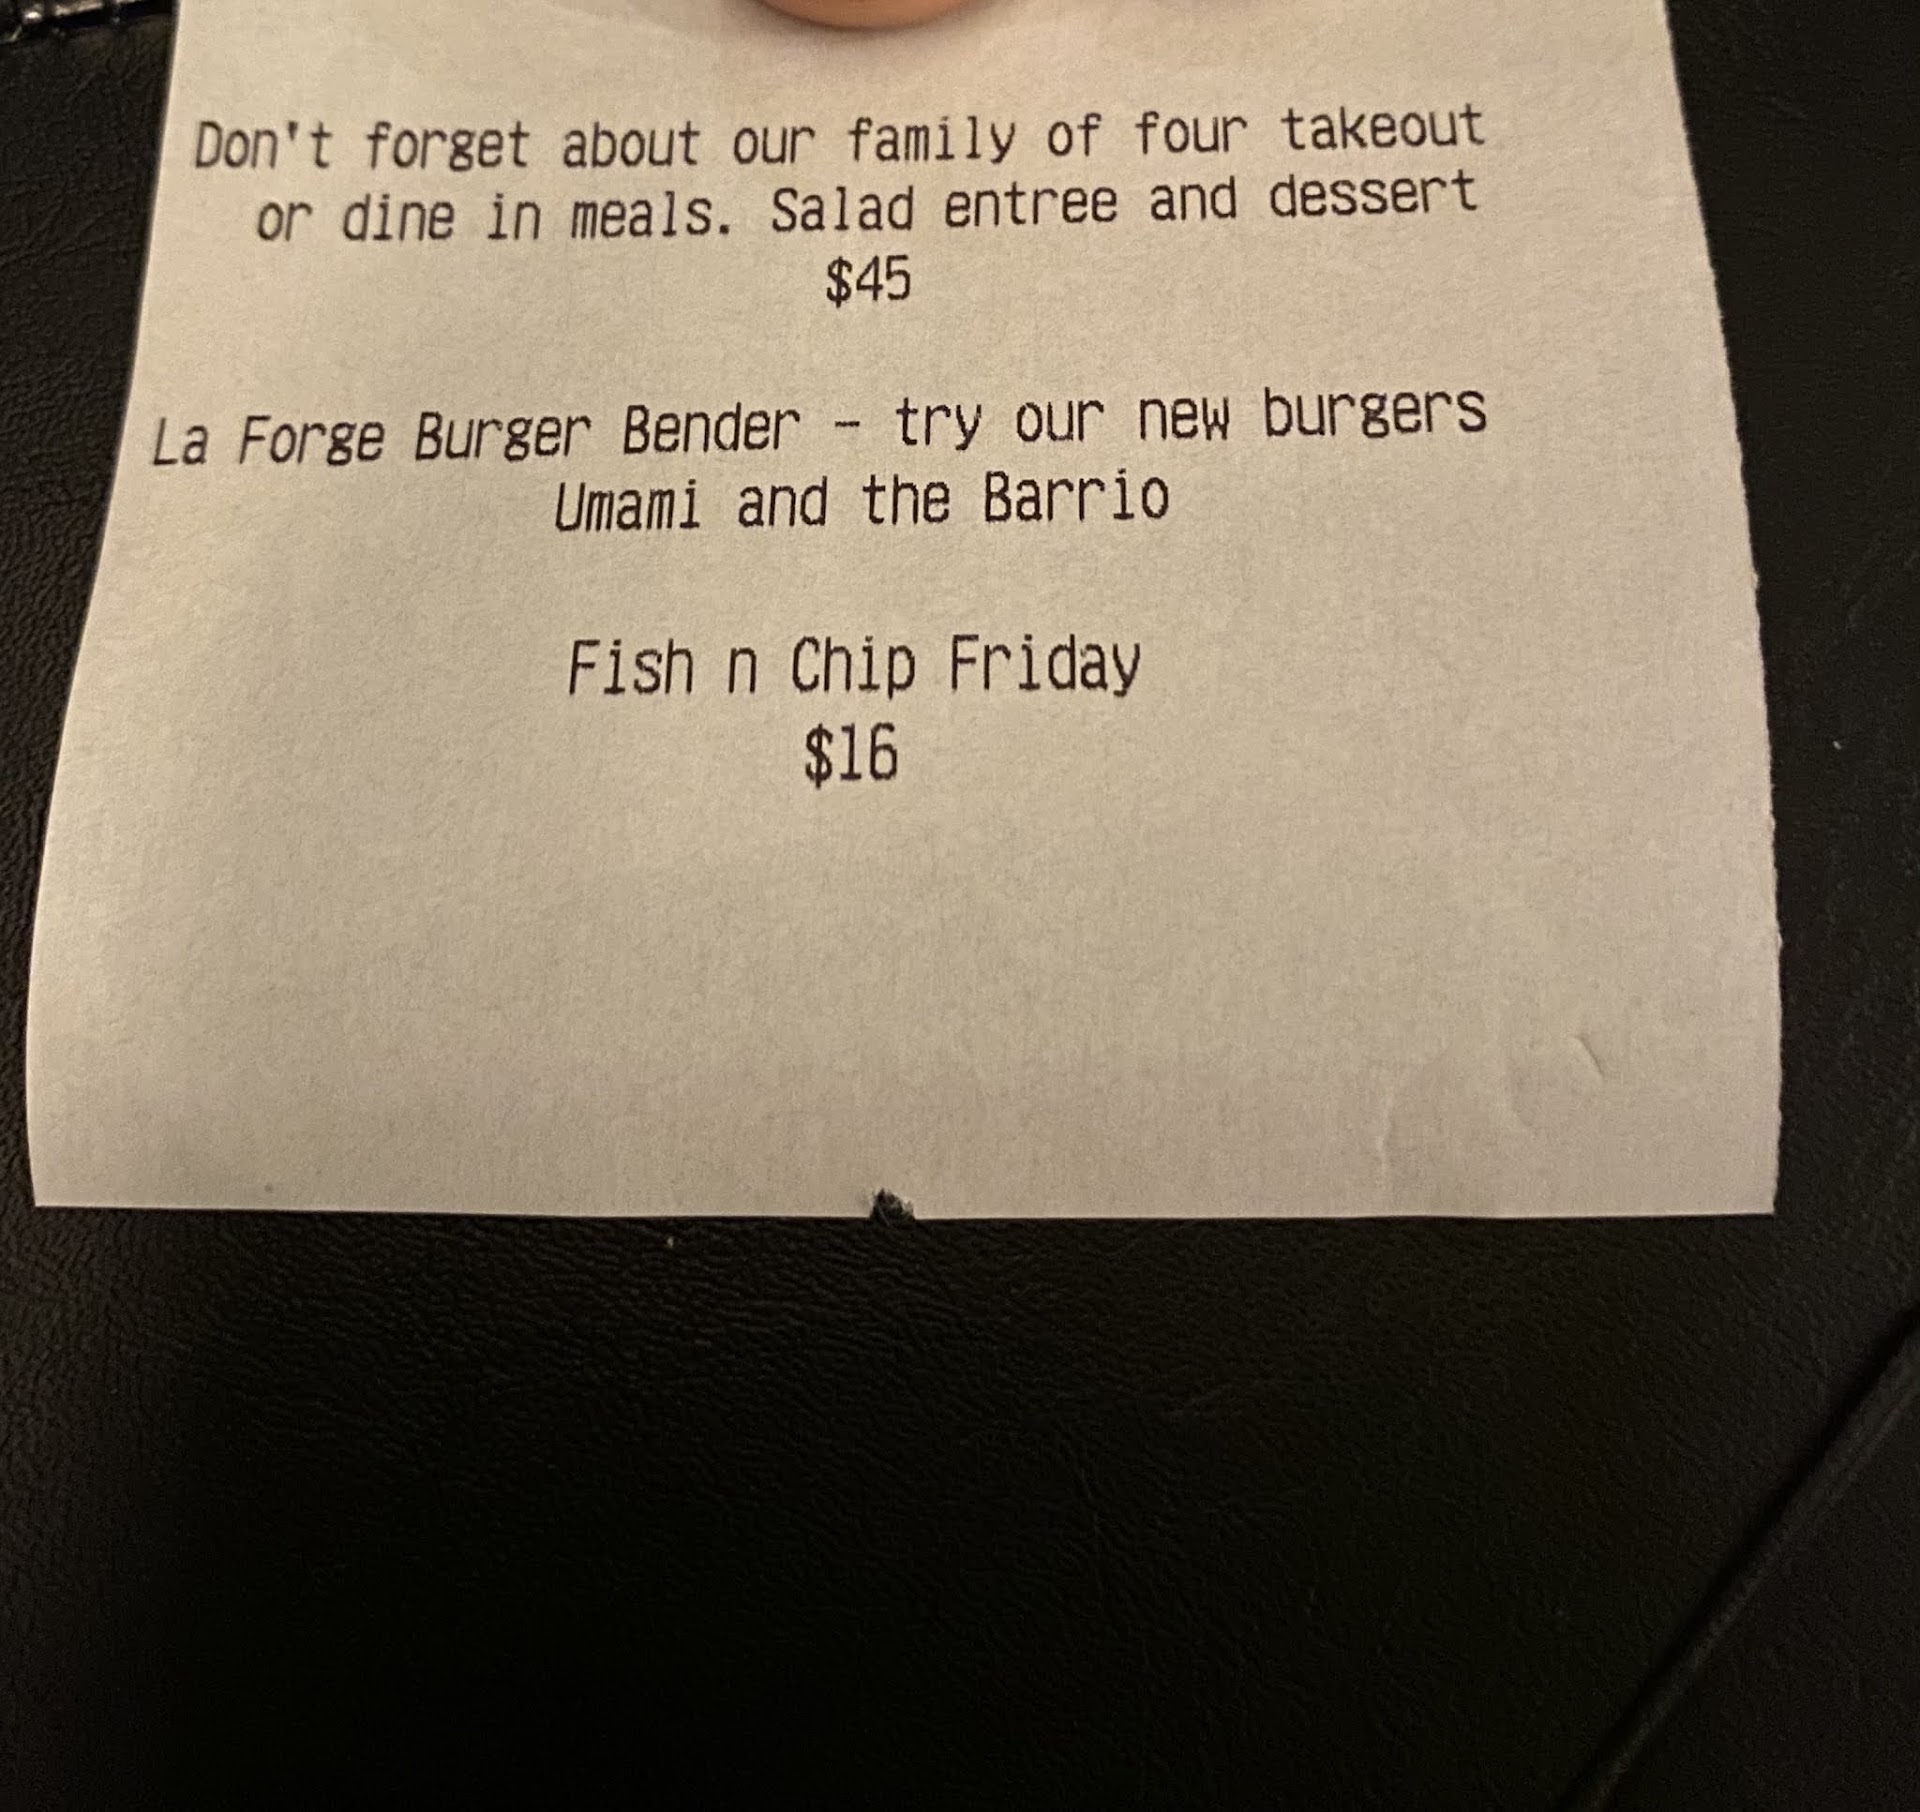 Don't forget about our family of four takeout
or dine in meals. Salad entree and dessert
$45
La Forge Burger Bender - try our new burgers
Umami and the Barrio
Fish n Chip Friday
$16